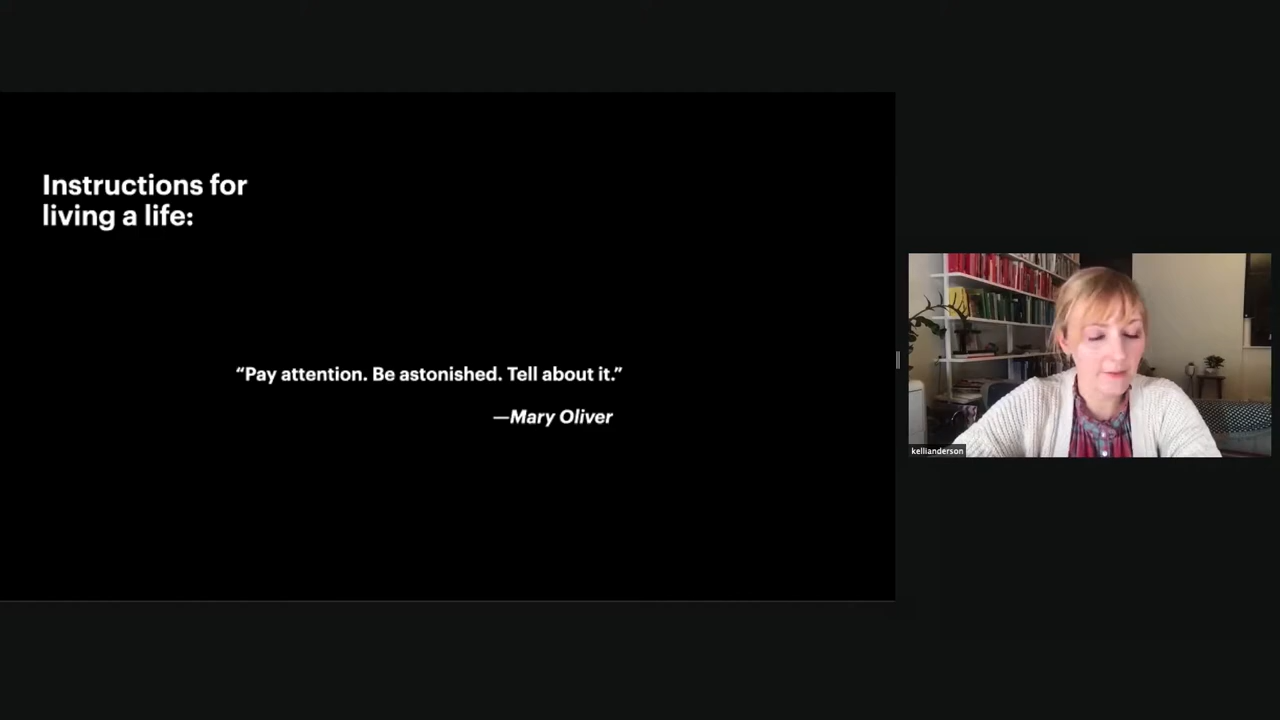 Instructions for
living a life:
“Pay attention. Be astonished. Tell about it.”
—Mary Oliver
kellianderson